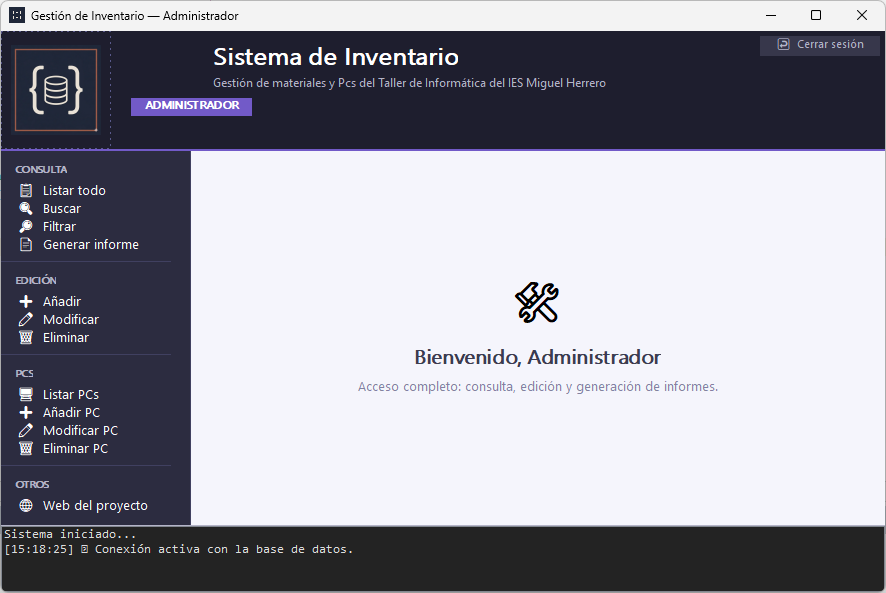 Gestión de Inventario — Administrador
Sistema de Inventario
Cerrar sesión
Gestión de materiales y Pcs del Taller de Informática del IES Miguel Herrero
ADMINISTRADOR
CONSULTA
Listar todo
Buscar
Filtrar
Generar informe
EDICIÓN
Añadir
Modificar
Eliminar
PCS
Listar PCs
Añadir PC
Modificar PC
Eliminar PC
OTROS
Web del proyecto
Bienvenido, Administrador
Acceso completo: consulta, edición y generación de informes.
Sistema iniciado...
[15:18:25] Conexión activa con la base de datos.